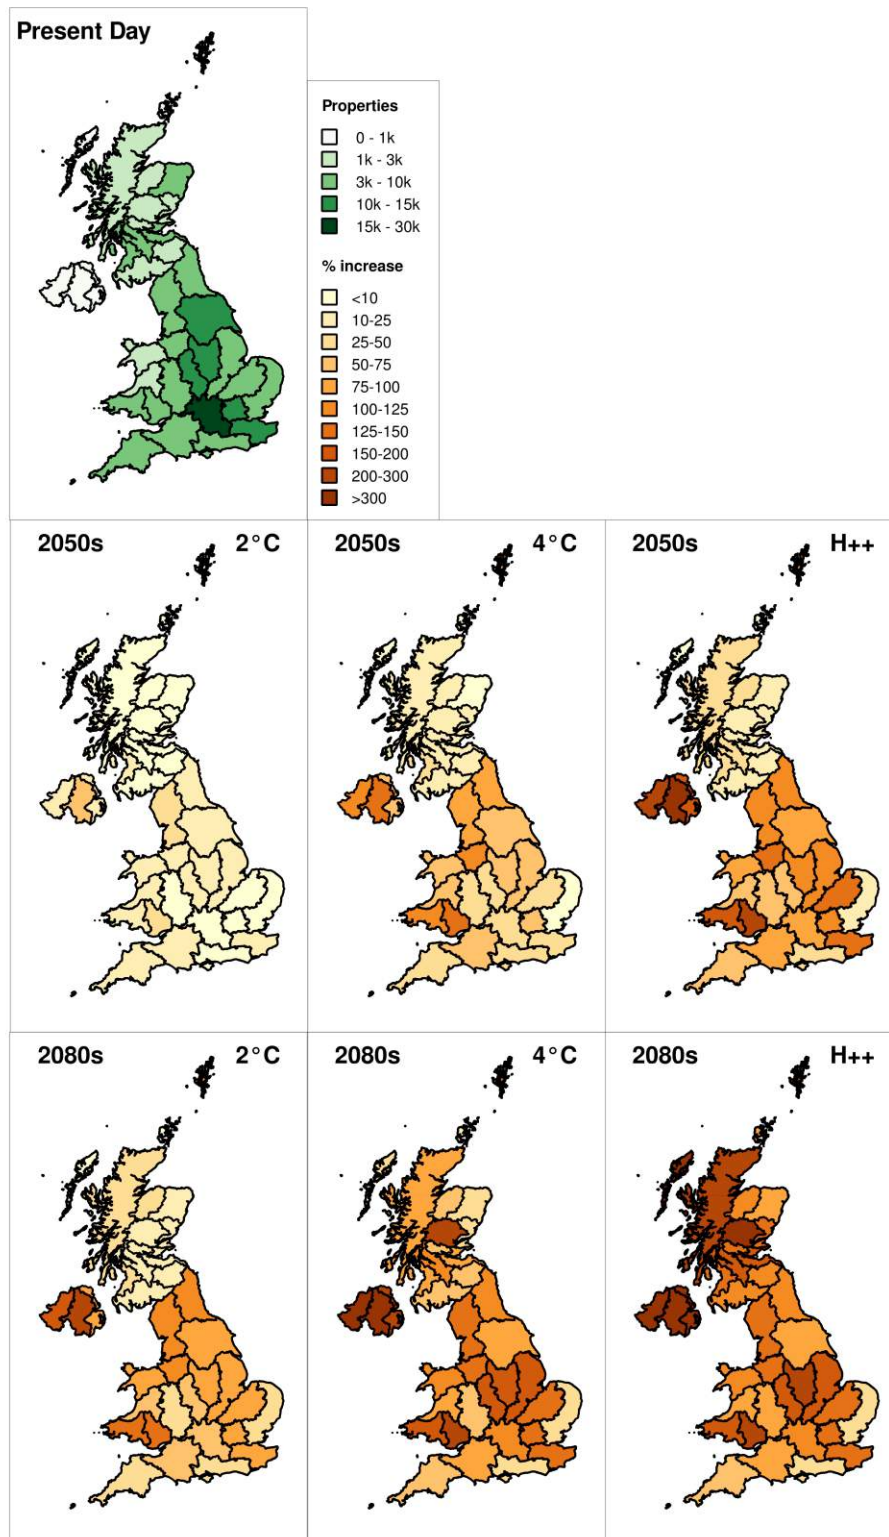 Present Day
Properties
0 - 1k
1k - 3k
3k - 10k
10k - 15k
15k - 30k
% increase
<10
10-25
25-50
50-75
75-100
100-125
125-150
150-200
200-300
>300
2050s 2°C
2050s 4°C
2050s H++
2080s 2°C
2080s 4°C
2080s H++